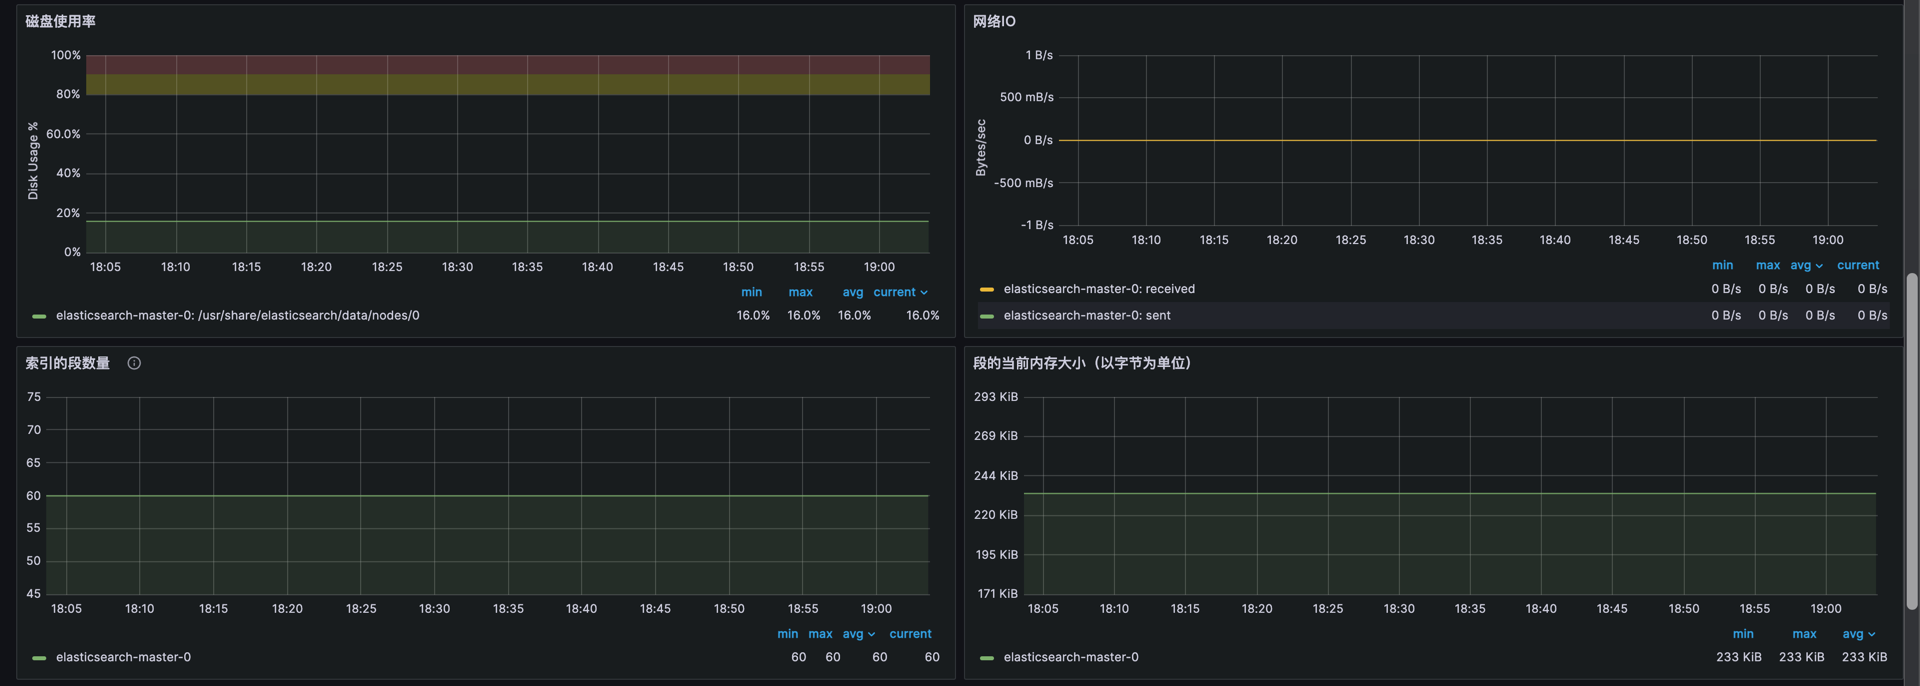 磁盘使用率
100%
80%
60.0%
40%
20%
0%
Disk Usage %
18:05 18:10 18:15 18:20 18:25 18:30 18:35 18:40 18:45 18:50 18:55 19:00
min max avg current
elasticsearch-master-0: /usr/share/elasticsearch/data/nodes/0 16.0% 16.0% 16.0% 16.0%
网络IO
1 B/s
500 mB/s
0 B/s
-500 mB/s
-1 B/s
Bytes/sec
18:05 18:10 18:15 18:20 18:25 18:30 18:35 18:40 18:45 18:50 18:55 19:00
min max avg current
elasticsearch-master-0: received 0 B/s 0 B/s 0 B/s 0 B/s
elasticsearch-master-0: sent 0 B/s 0 B/s 0 B/s 0 B/s
索引的段数量
75
70
65
60
55
50
45
18:05 18:10 18:15 18:20 18:25 18:30 18:35 18:40 18:45 18:50 18:55 19:00
min max avg current
elasticsearch-master-0 60 60 60 60
段的当前内存大小（以字节为单位）
293 KiB
269 KiB
244 KiB
220 KiB
195 KiB
171 KiB
18:05 18:10 18:15 18:20 18:25 18:30 18:35 18:40 18:45 18:50 18:55 19:00
min max avg
elasticsearch-master-0 233 KiB 233 KiB 233 KiB